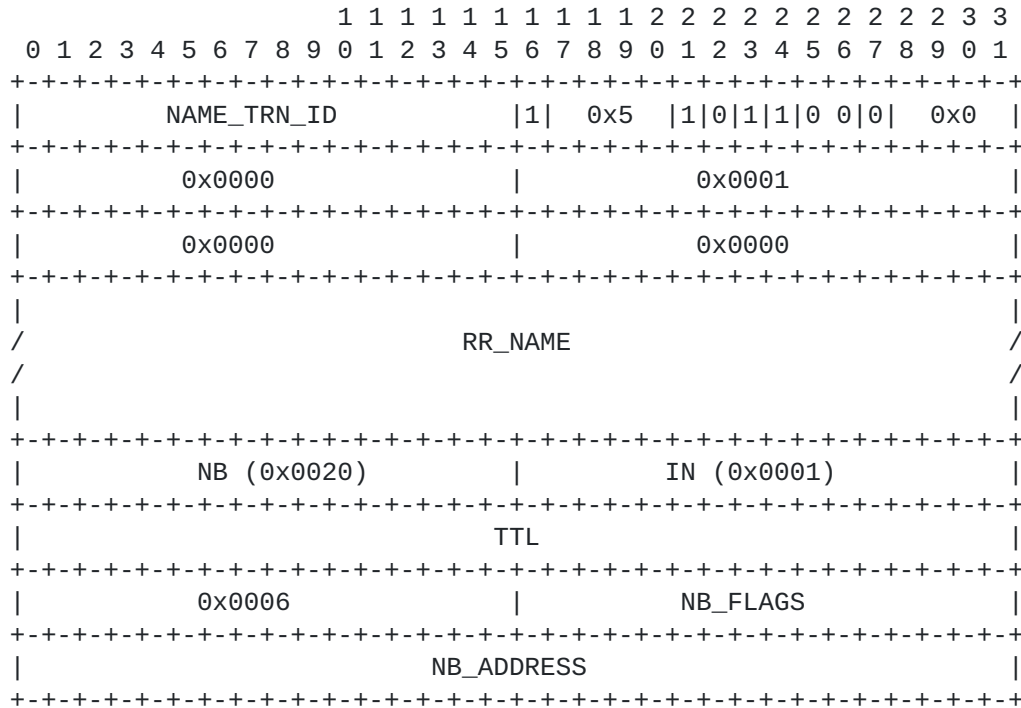 1 1 1 1 1 1 1 1 1 1 2 2 2 2 2 2 2 2 2 2 3 3
 0 1 2 3 4 5 6 7 8 9 0 1 2 3 4 5 6 7 8 9 0 1 2 3 4 5 6 7 8 9 0 1
+-+-+-+-+-+-+-+-+-+-+-+-+-+-+-+-+-+-+-+-+-+-+-+-+-+-+-+-+-+-+-+-+
|         NAME_TRN_ID           |1|  0x5  |1|0|1|1|0 0|0|  0x0  |
+-+-+-+-+-+-+-+-+-+-+-+-+-+-+-+-+-+-+-+-+-+-+-+-+-+-+-+-+-+-+-+-+
|          0x0000               |           0x0001              |
+-+-+-+-+-+-+-+-+-+-+-+-+-+-+-+-+-+-+-+-+-+-+-+-+-+-+-+-+-+-+-+-+
|          0x0000               |           0x0000              |
+-+-+-+-+-+-+-+-+-+-+-+-+-+-+-+-+-+-+-+-+-+-+-+-+-+-+-+-+-+-+-+-+
|                                                               |
/                            RR_NAME                            /
/                                                               /
|                                                               |
+-+-+-+-+-+-+-+-+-+-+-+-+-+-+-+-+-+-+-+-+-+-+-+-+-+-+-+-+-+-+-+-+
|           NB (0x0020)         |         IN (0x0001)           |
+-+-+-+-+-+-+-+-+-+-+-+-+-+-+-+-+-+-+-+-+-+-+-+-+-+-+-+-+-+-+-+-+
|                              TTL                              |
+-+-+-+-+-+-+-+-+-+-+-+-+-+-+-+-+-+-+-+-+-+-+-+-+-+-+-+-+-+-+-+-+
|           0x0006              |          NB_FLAGS             |
+-+-+-+-+-+-+-+-+-+-+-+-+-+-+-+-+-+-+-+-+-+-+-+-+-+-+-+-+-+-+-+-+
|                          NB_ADDRESS                           |
+-+-+-+-+-+-+-+-+-+-+-+-+-+-+-+-+-+-+-+-+-+-+-+-+-+-+-+-+-+-+-+-+